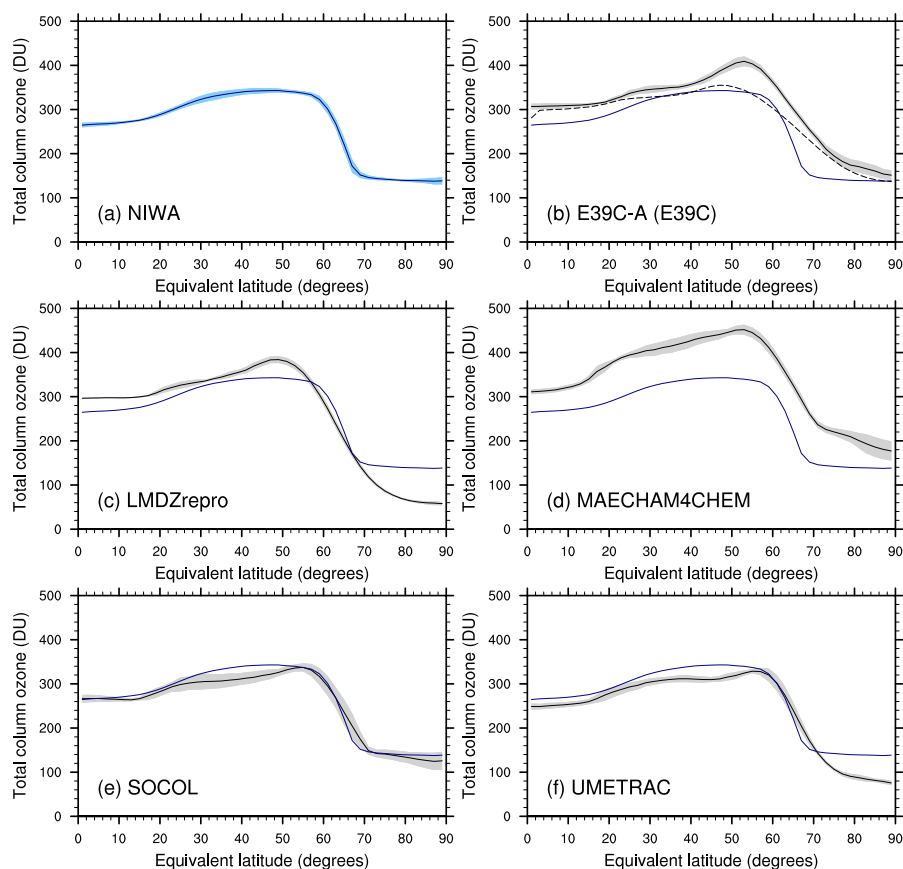 500
400
300
200
100
0
Total column ozone (DU)
(a) NIWA
0 10 20 30 40 50 60 70 80 90
Equivalent latitude (degrees)
500
400
300
200
100
0
Total column ozone (DU)
(b) E39C-A (E39C)
0 10 20 30 40 50 60 70 80 90
Equivalent latitude (degrees)
500
400
300
200
100
0
Total column ozone (DU)
(c) LMDZrepro
0 10 20 30 40 50 60 70 80 90
Equivalent latitude (degrees)
500
400
300
200
100
0
Total column ozone (DU)
(d) MAECHAM4CHEM
0 10 20 30 40 50 60 70 80 90
Equivalent latitude (degrees)
500
400
300
200
100
0
Total column ozone (DU)
(e) SOCOL
0 10 20 30 40 50 60 70 80 90
Equivalent latitude (degrees)
500
400
300
200
100
0
Total column ozone (DU)
(f) UMETRAC
0 10 20 30 40 50 60 70 80 90
Equivalent latitude (degrees)